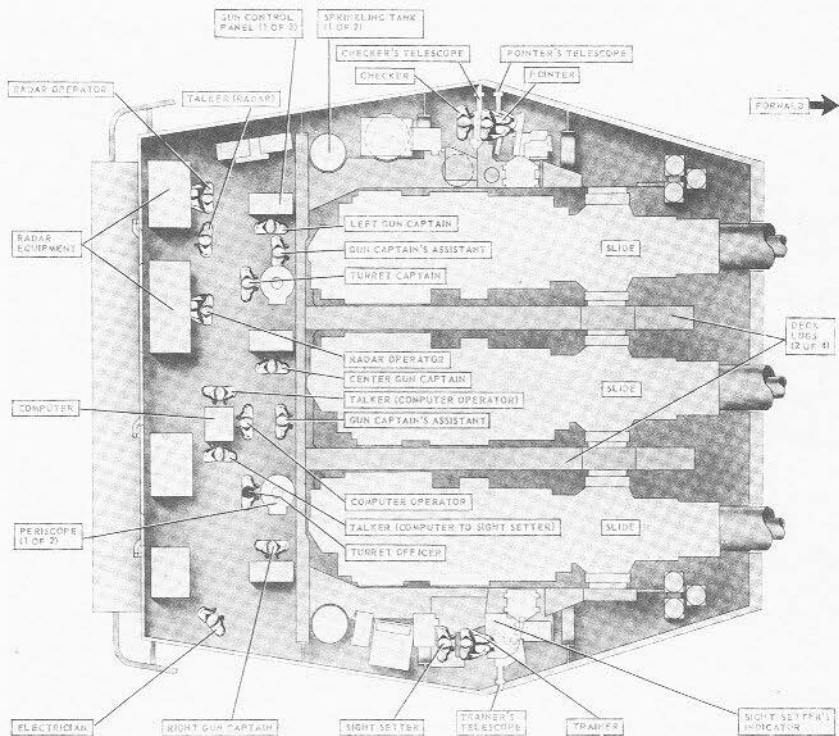 GUN CONTROL
PANEL (1 OF 3)
SPRINKLING TANK
(1 OF 2)
CHECKER'S TELESCOPE
POINTER'S TELESCOPE
CHECKER
POINTER
RADAR OPERATOR
TALKER (RADAR)
FORWARD
LEFT GUN CAPTAIN
RADAR
EQUIPMENT
GUN CAPTAIN'S ASSISTANT
SLIDE
TURRET CAPTAIN
DECK
LUGS
(2 OF 4)
RADAR OPERATOR
CENTER GUN CAPTAIN
SLIDE
TALKER (COMPUTER OPERATOR)
COMPUTER
GUN CAPTAIN'S ASSISTANT
COMPUTER OPERATOR
PERISCOPE
(1 OF 2)
TALKER (COMPUTER TO SIGHT SETTER)
SLIDE
TURRET OFFICER
ELECTRICIAN
RIGHT GUN CAPTAIN
SIGHT SETTER
TRAINER'S
TELESCOPE
TRAINER
SIGHT SETTER'S
INDICATOR